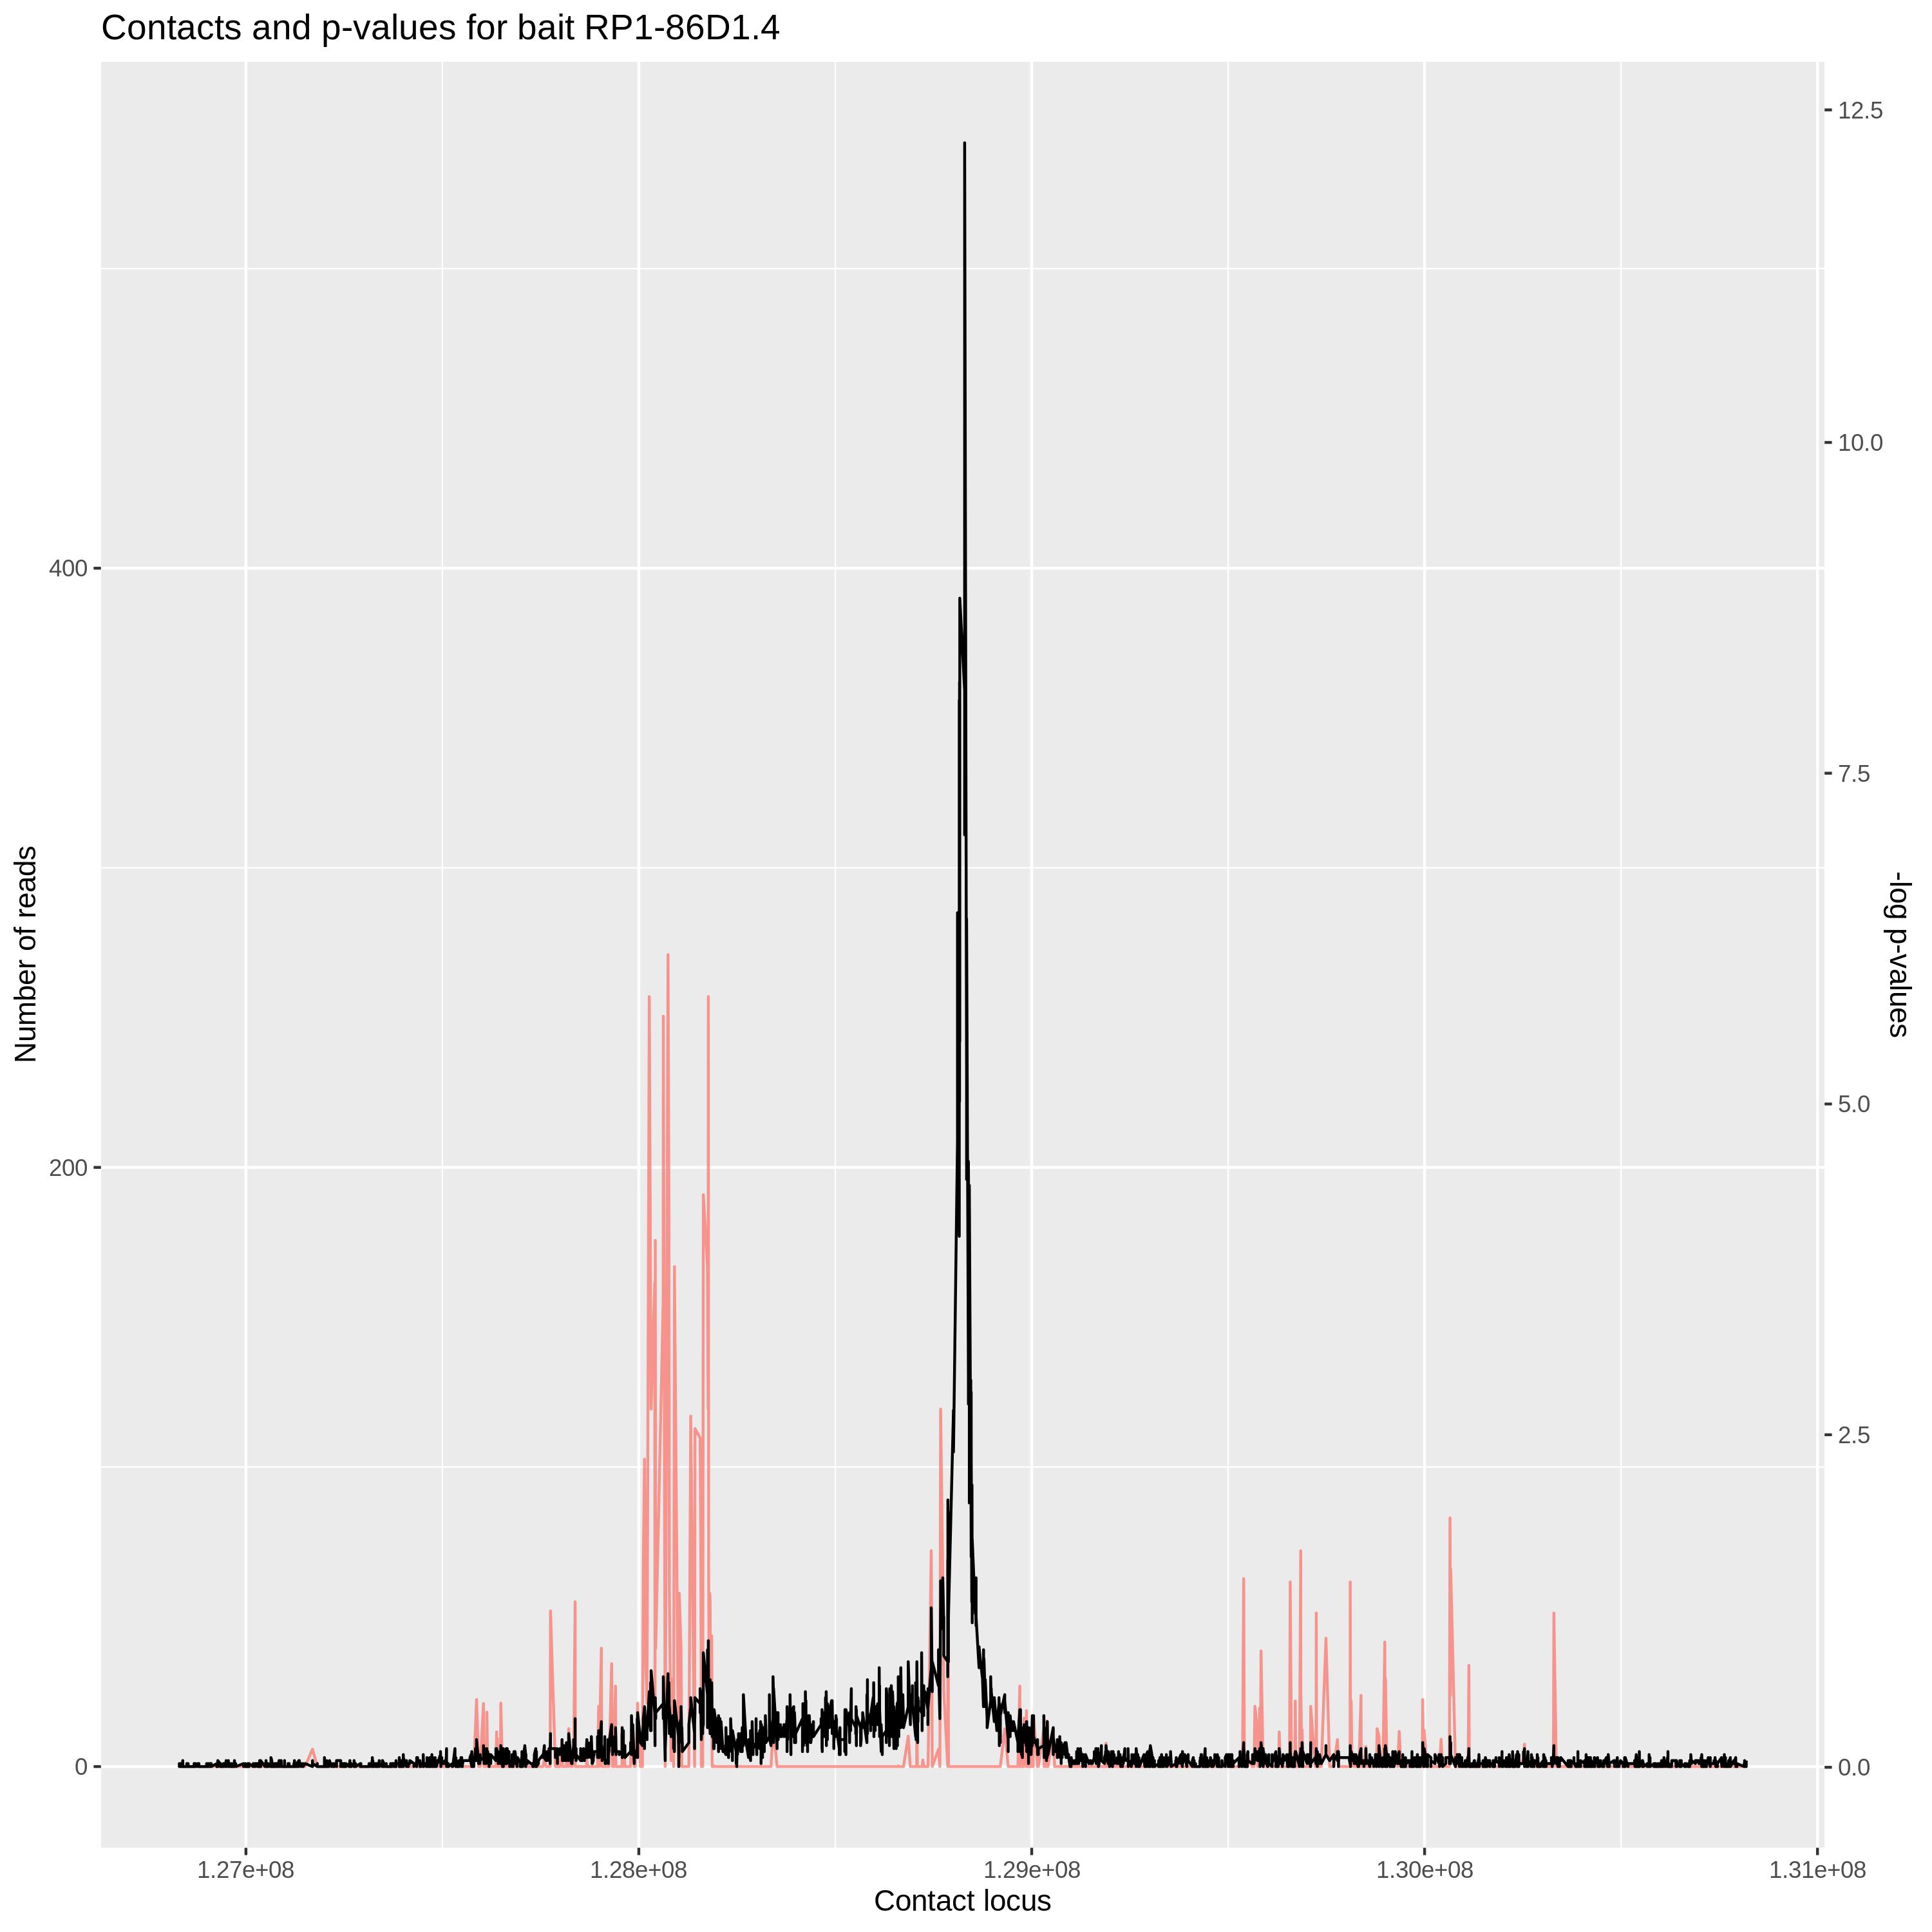 Contacts and p-values for bait RP1-86D1.4
12.5
10.0
400
7.5
Number of reads
-log p-values
5.0
200
2.5
0
0.0
1.27e+08 1.28e+08 1.29e+08 1.30e+08 1.31e+08
Contact locus